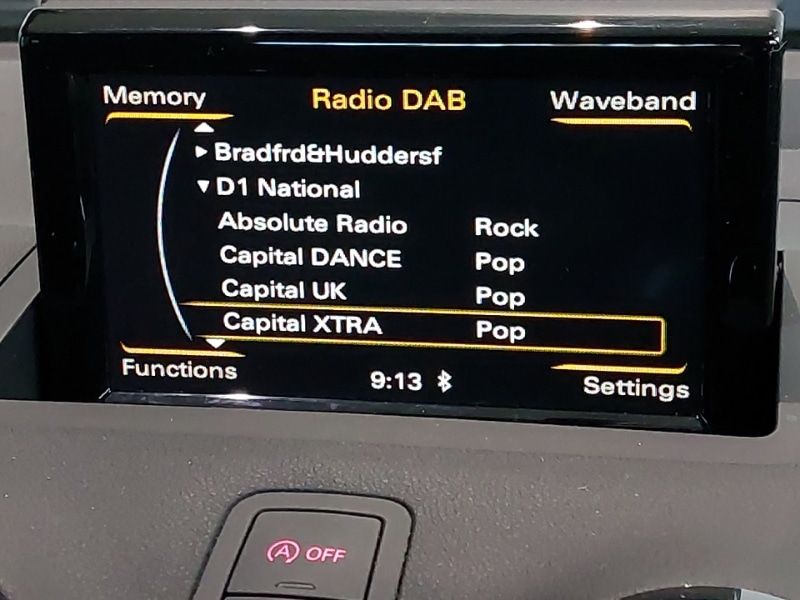 Memory Radio DAB Waveband
Bradfrd&Huddersf
D1 National
Absolute Radio Rock
Capital DANCE Pop
Capital UK Pop
Capital XTRA Pop
Functions 9:13 Settings
A OFF